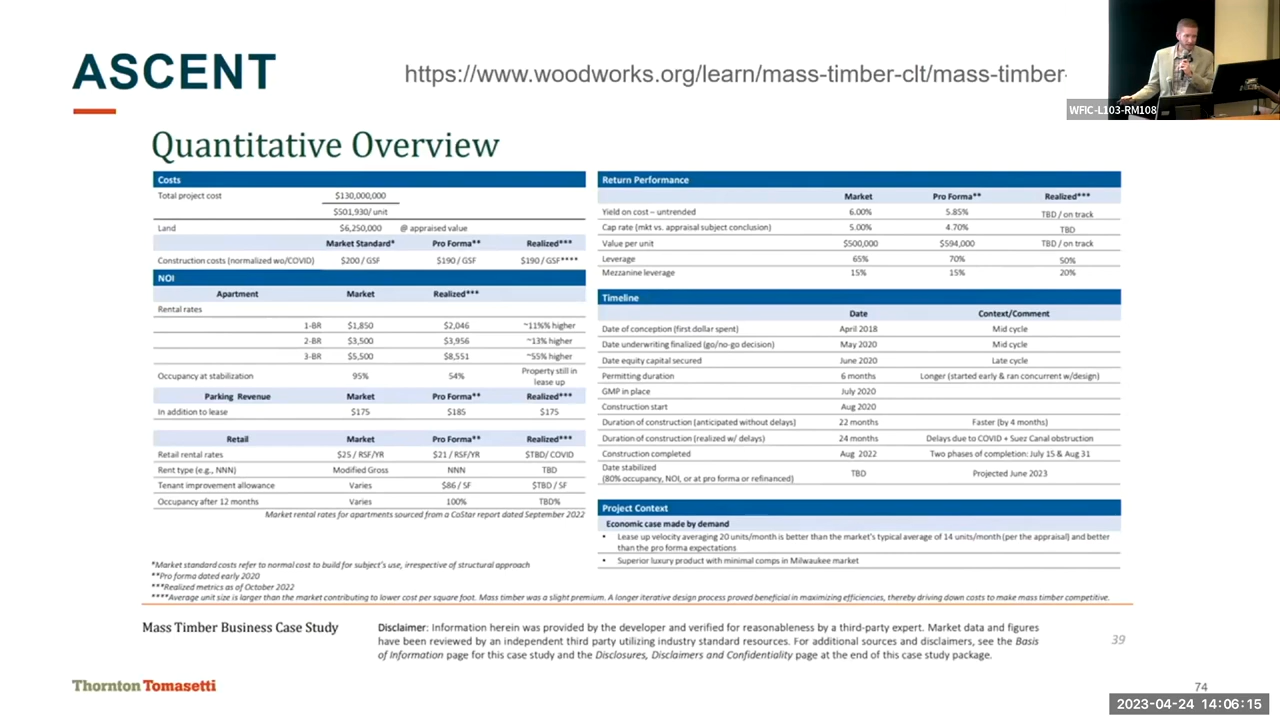 ASCENT
https://www.woodworks.org/learn/mass-timber-clt/mass-timber-
WFIC-L103-RM108
Quantitative Overview
Costs
Total project cost $130,000,000
$501,930/ unit
Land $6,250,000 @ appraised value
Market Standard* Pro Forma** Realized***
Construction costs (normalized wo/COVID) $200 / GSF $190 / GSF $190 / GSF****
NOI
Apartment Market Realized***
Rental rates
1-BR $1,850 $2,046 ~11%% higher
2-BR $3,500 $3,956 ~13% higher
3-BR $5,500 $8,551 ~55% higher
Occupancy at stabilization 95% 54% Property still in
lease up
Parking Revenue Market Pro Forma** Realized***
In addition to lease $175 $185 $175
Retail Market Pro Forma** Realized***
Retail rental rates $25 / RSF/YR $21 / RSF/YR $TBD/ COVID
Rent type (e.g., NNN) Modified Gross NNN TBD
Tenant improvement allowance Varies $86 / SF $TBD / SF
Occupancy after 12 months Varies 100% TBD%
Market rental rates for apartments sourced from a CoStar report dated September 2022
Return Performance
Market Pro Forma** Realized***
Yield on cost – untrended 6.00% 5.85% TBD / on track
Cap rate (mkt vs. appraisal subject conclusion) 5.00% 4.70% TBD
Value per unit $500,000 $594,000 TBD / on track
Leverage 65% 70% 50%
Mezzanine leverage 15% 15% 20%
Timeline
Date Context/Comment
Date of conception (first dollar spent) April 2018 Mid cycle
Date underwriting finalized (go/no-go decision) May 2020 Mid cycle
Date equity capital secured June 2020 Late cycle
Permitting duration 6 months Longer (started early & ran concurrent w/design)
GMP in place July 2020
Construction start Aug 2020
Duration of construction (anticipated without delays) 22 months Faster (by 4 months)
Duration of construction (realized w/ delays) 24 months Delays due to COVID + Suez Canal obstruction
Construction completed Aug 2022 Two phases of completion: July 15 & Aug 31
Date stabilized
(80% occupancy, NOI, or at pro forma or refinanced) TBD Projected June 2023
Project Context
Economic case made by demand
• Lease up velocity averaging 20 units/month is better than the market's typical average of 14 units/month (per the appraisal) and better
than the pro forma expectations
• Superior luxury product with minimal comps in Milwaukee market
*Market standard costs refer to normal cost to build for subject's use, irrespective of structural approach
**Pro forma dated early 2020
***Realized metrics as of October 2022
****Average unit size is larger than the market contributing to lower cost per square foot. Mass timber was a slight premium. A longer iterative design process proved beneficial in maximizing efficiencies, thereby driving down costs to make mass timber competitive.
Mass Timber Business Case Study
Disclaimer: Information herein was provided by the developer and verified for reasonableness by a third-party expert. Market data and figures
have been reviewed by an independent third party utilizing industry standard resources. For additional sources and disclaimers, see the Basis
of Information page for this case study and the Disclosures, Disclaimers and Confidentiality page at the end of this case study package.
39
Thornton Tomasetti
74
2023-04-24 14:06:15